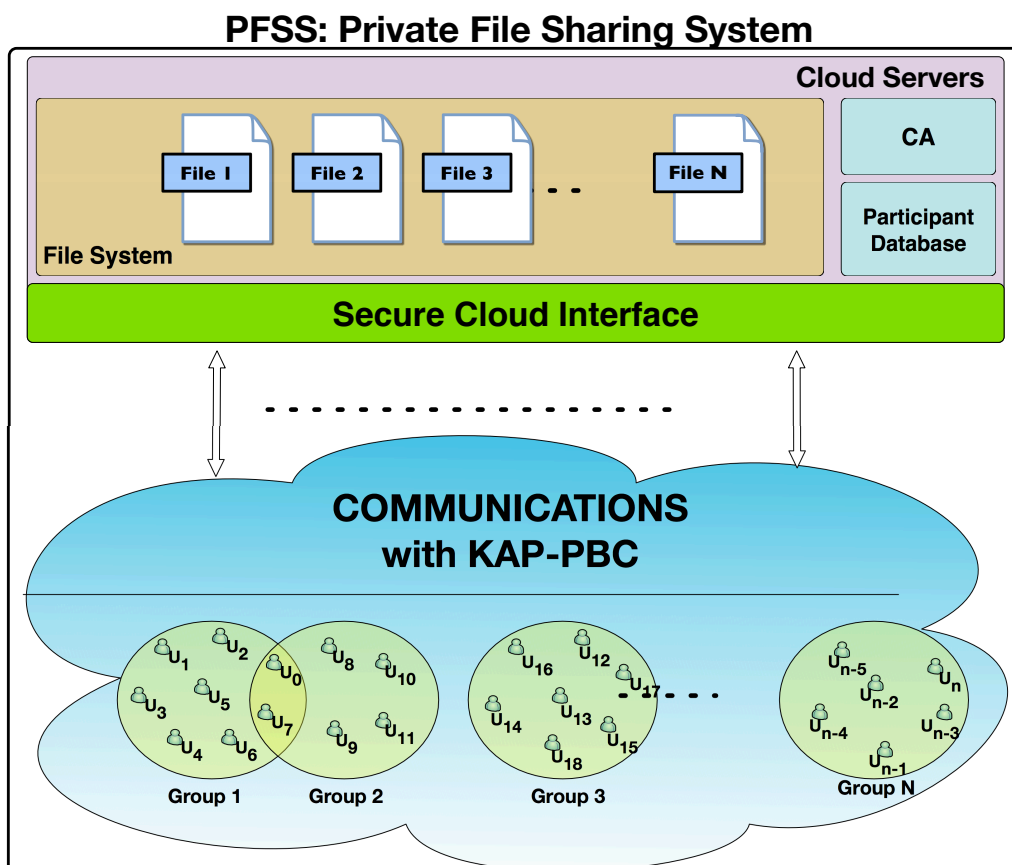 PFSS: Private File Sharing System
Cloud Servers
File 1
File 2
File 3
File N
CA
Participant
Database
File System
Secure Cloud Interface
COMMUNICATIONS
with KAP-PBC
U1
U2
U0
U3
U5
U7
U4
U6
U8
U10
U9
U11
U16
U12
U17
U14
U13
U15
U18
Un-5
Un
Un-2
Un-4
Un-3
Un-1
Group 1
Group 2
Group 3
Group N